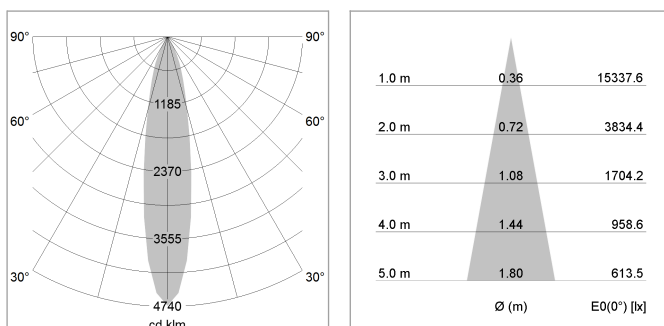 90° 90°
1185
60° 60°
2370
3555
30° 30°
4740
cd klm
1.0 m 0.36 15337.6
2.0 m 0.72 3834.4
3.0 m 1.08 1704.2
4.0 m 1.44 958.6
5.0 m 1.80 613.5
Ø (m) E0(0°) [lx]